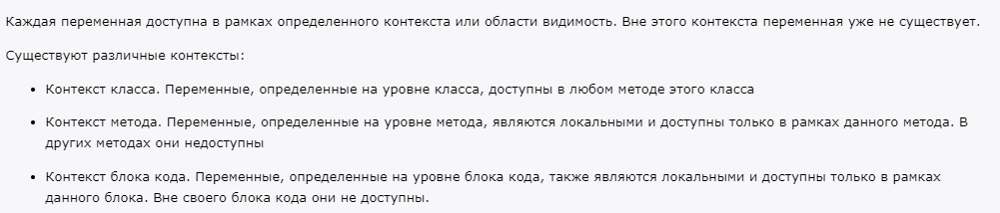 Каждая переменная доступна в рамках определенного контекста или области видимость. Вне этого контекста переменная уже не существует.
Существуют различные контексты:
• Контекст класса. Переменные, определенные на уровне класса, доступны в любом методе этого класса
• Контекст метода. Переменные, определенные на уровне метода, являются локальными и доступны только в рамках данного метода. В
других методах они недоступны
• Контекст блока кода. Переменные, определенные на уровне блока кода, также являются локальными и доступны только в рамках
данного блока. Вне своего блока кода они не доступны.